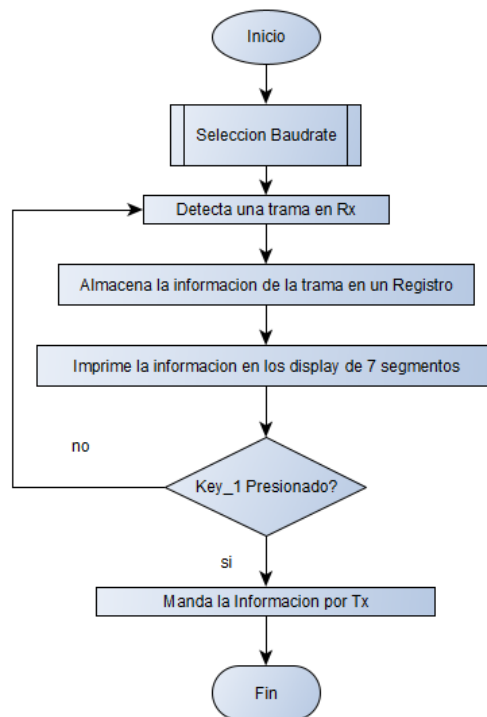 Inicio
Seleccion Baudrate
Detecta una trama en Rx
Almacena la informacion de la trama en un Registro
Imprime la informacion en los display de 7 segmentos
no
Key_1 Presionado?
si
Manda la Informacion por Tx
Fin